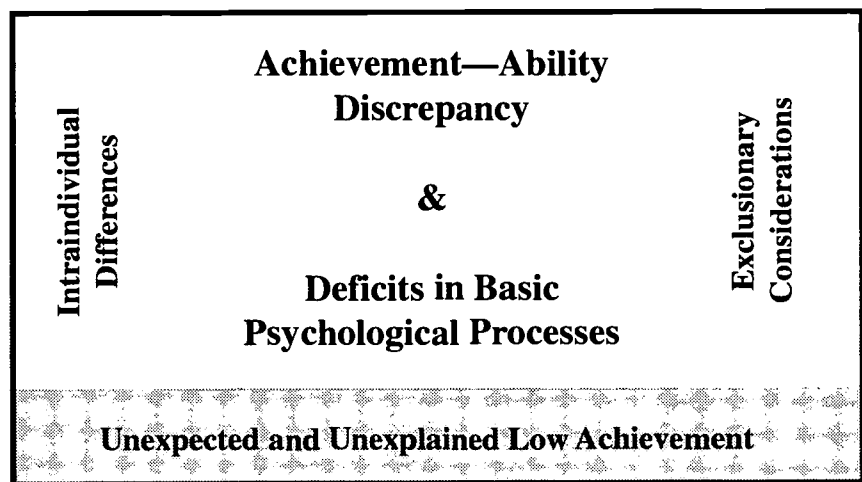 Achievement—Ability
Discrepancy
&
Deficits in Basic
Psychological Processes
Intraindividual
Differences
Exclusionary
Considerations
Unexpected and Unexplained Low Achievement